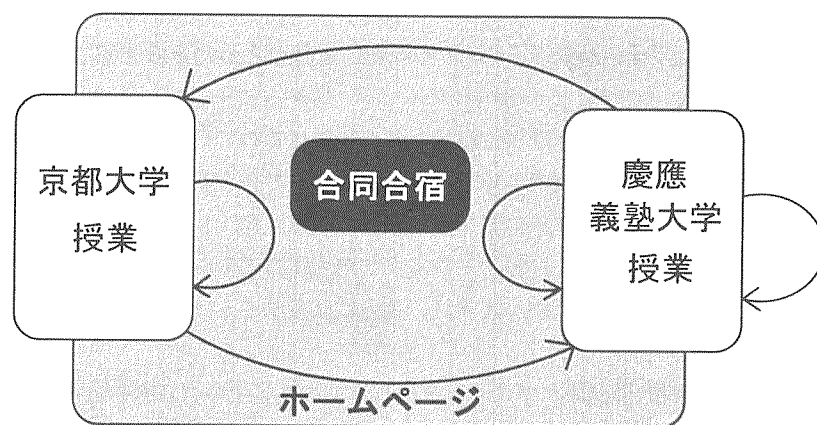 京都大学
授業
合同合宿
慶應
義塾大学
授業
ホームページ